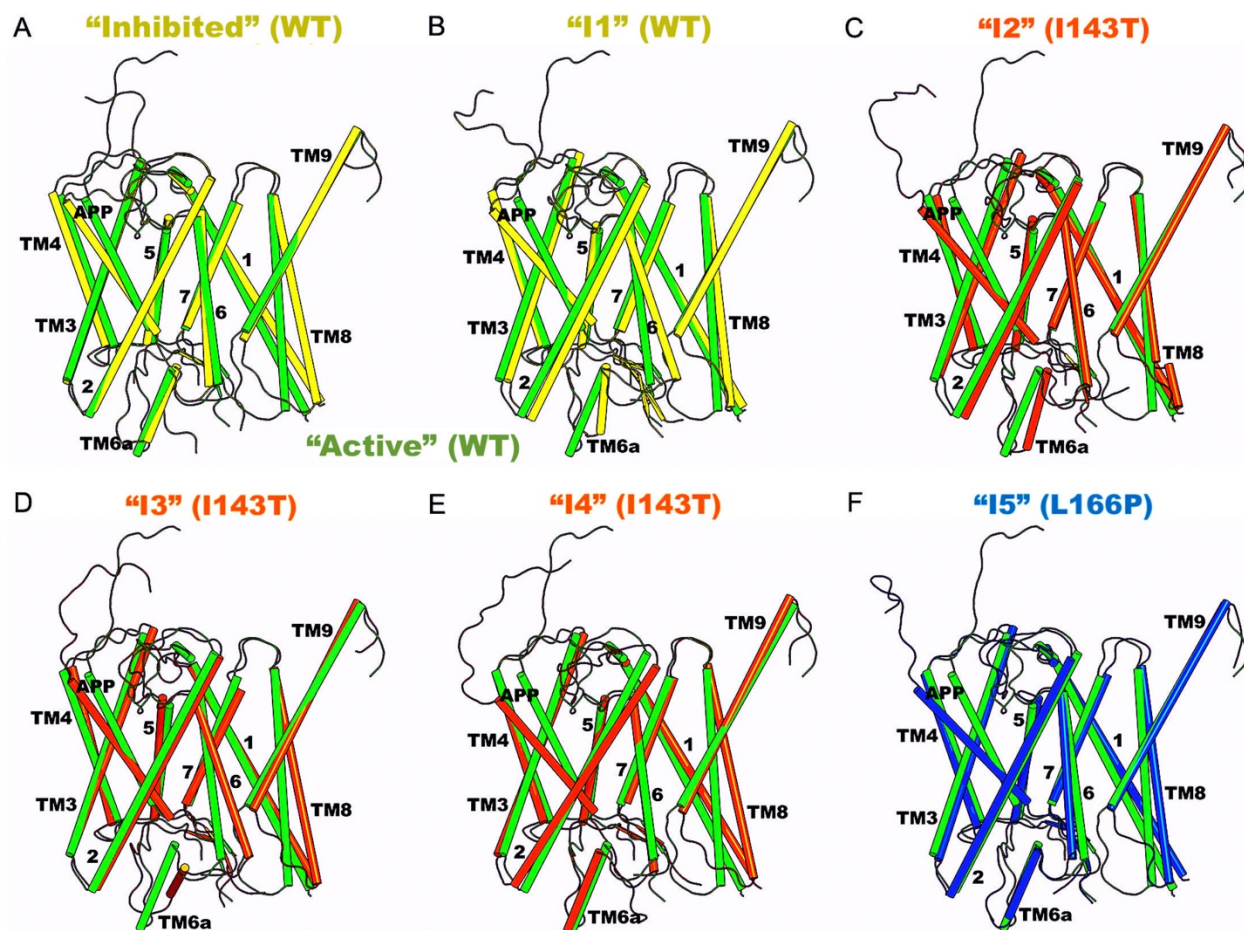 A "Inhibited" (WT)
B "I1" (WT)
C "I2" (I143T)
TM9
APP
TM4
5
1
7
6
TM3
TM8
2
TM6a
TM9
APP
TM4
5
1
7
6
TM3
TM8
2
TM6a
TM9
APP
TM4
5
1
7
6
TM3
TM8
2
TM6a
"Active" (WT)
D "I3" (I143T)
E "I4" (I143T)
F "I5" (L166P)
TM9
APP
TM4
5
1
7
6
TM3
TM8
2
TM6a
TM9
APP
TM4
5
1
7
6
TM3
TM8
2
TM6a
TM9
APP
TM4
5
1
7
6
TM3
TM8
2
TM6a